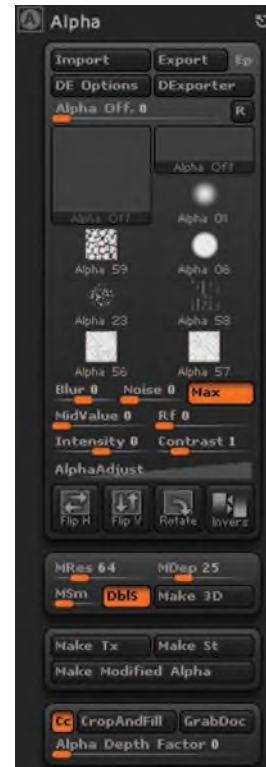 Alpha
Import Export Ep
DE Options DExporter
Alpha Off. 0 R
Alpha Off Alpha Off
Alpha 01
Alpha 59 Alpha 06
Alpha 23 Alpha 58
Alpha 56 Alpha 57
Blur 0 Noise 0 Max
MidValue 0 Rf 0
Intensity 0 Contrast 1
AlphaAdjust
Flip H Flip V Rotate Invers
MRes 64 MDep 25
MSm DblS Make 3D
Make Tx Make St
Make Modified Alpha
Cc CropAndFill GrabDoc
Alpha Depth Factor 0